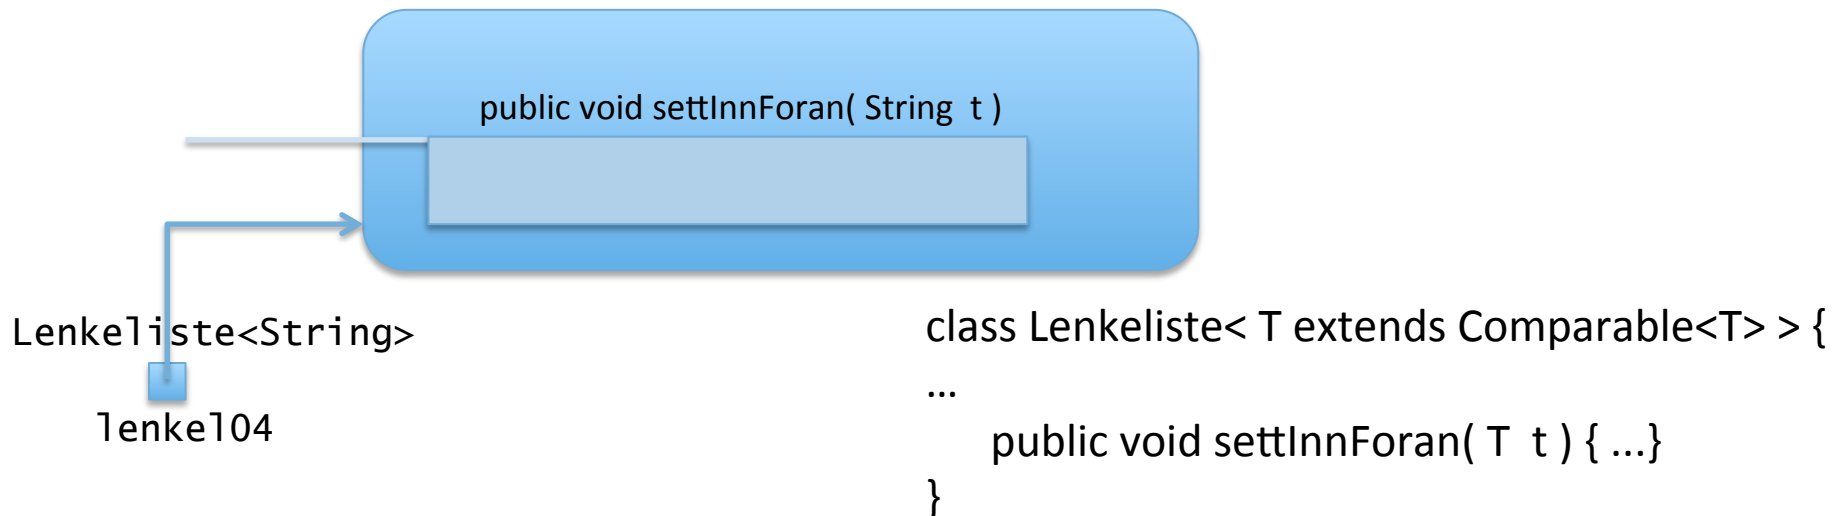 public void settInnForan( String t )
Lenkeliste<String>
lenkel04
class Lenkeliste< T extends Comparable<T> > {
...
public void settInnForan( T t ) { ...}
}